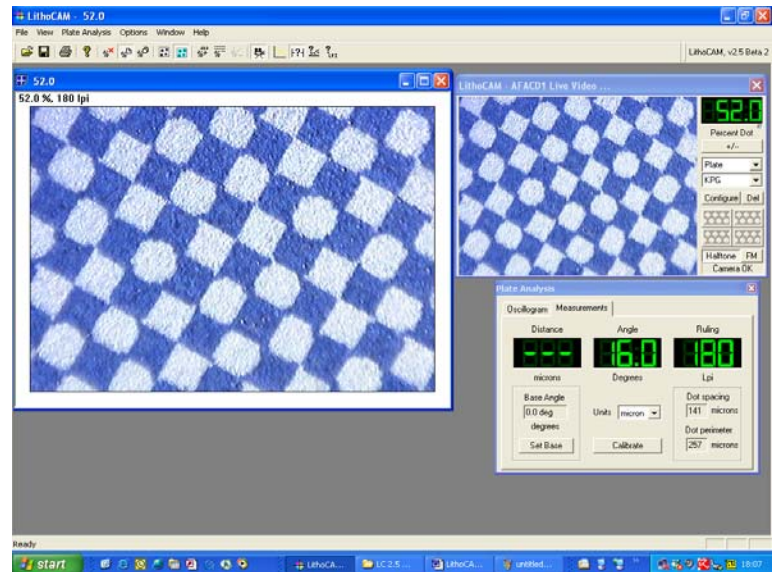 LithoCAM - 52.0
File View Plate Analysis Options Window Help
LithoCAM, v2.5 Beta 2
52.0
52.0 %, 180 lpi
LithoCAM - AFACD1 Live Video ...
52.0
Percent Dot
+/-
Plate
KPG
Configure Del
Halftone FM
Camera OK
Plate Analysis
Oscillogram Measurements
Distance Angle Ruling
--- 16.0 180
microns Degrees Lpi
Base Angle
0.0 deg
degrees
Set Base
Units micron
Calibrate
Dot spacing
141 microns
Dot perimeter
257 microns
Ready
start LithoCA... LC 2.5 ... LithoCA... untitled... 18:07